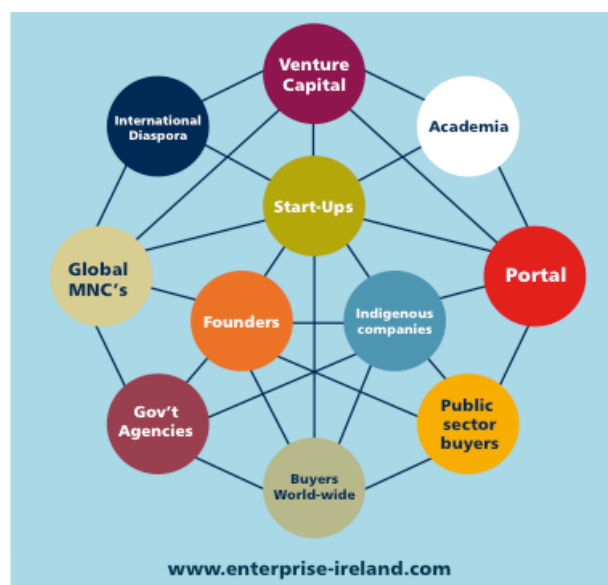 Venture
Capital
International
Diaspora
Academia
Start-Ups
Global
MNC's
Portal
Founders
Indigenous
companies
Gov't
Agencies
Public
sector
buyers
Buyers
World-wide
www.enterprise-ireland.com